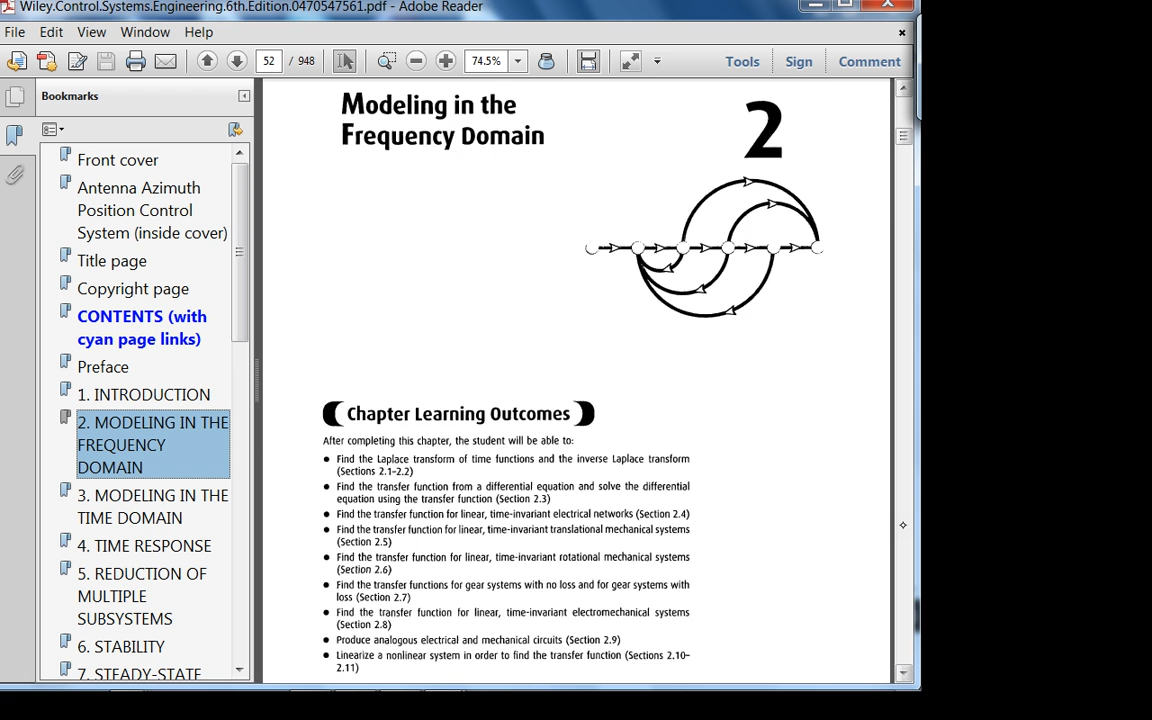 Wiley.Control.Systems.Engineering.6th.Edition.0470547561.pdf - Adobe Reader
File Edit View Window Help
52 / 948 74.5% Tools Sign Comment
Bookmarks
Front cover
Antenna Azimuth
Position Control
System (inside cover)
Title page
Copyright page
CONTENTS (with
cyan page links)
Preface
1. INTRODUCTION
2. MODELING IN THE
FREQUENCY
DOMAIN
3. MODELING IN THE
TIME DOMAIN
4. TIME RESPONSE
5. REDUCTION OF
MULTIPLE
SUBSYSTEMS
6. STABILITY
7. STEADY-STATE
Modeling in the
Frequency Domain
2
Chapter Learning Outcomes
After completing this chapter, the student will be able to:
• Find the Laplace transform of time functions and the inverse Laplace transform
(Sections 2.1–2.2)
• Find the transfer function from a differential equation and solve the differential
equation using the transfer function (Section 2.3)
• Find the transfer function for linear, time-invariant electrical networks (Section 2.4)
• Find the transfer function for linear, time-invariant translational mechanical systems
(Section 2.5)
• Find the transfer function for linear, time-invariant rotational mechanical systems
(Section 2.6)
• Find the transfer functions for gear systems with no loss and for gear systems with
loss (Section 2.7)
• Find the transfer function for linear, time-invariant electromechanical systems
(Section 2.8)
• Produce analogous electrical and mechanical circuits (Section 2.9)
• Linearize a nonlinear system in order to find the transfer function (Sections 2.10–
2.11)